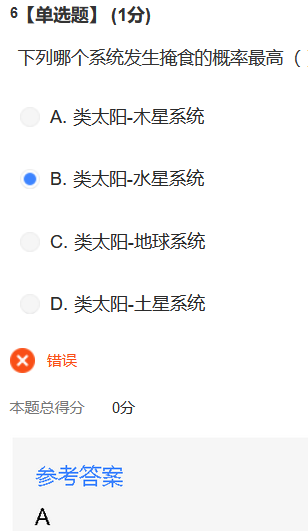 6【单选题】 (1分)
下列哪个系统发生掩食的概率最高（
A. 类太阳-木星系统
B. 类太阳-水星系统
C. 类太阳-地球系统
D. 类太阳-土星系统
错误
本题总得分 0分
参考答案
A